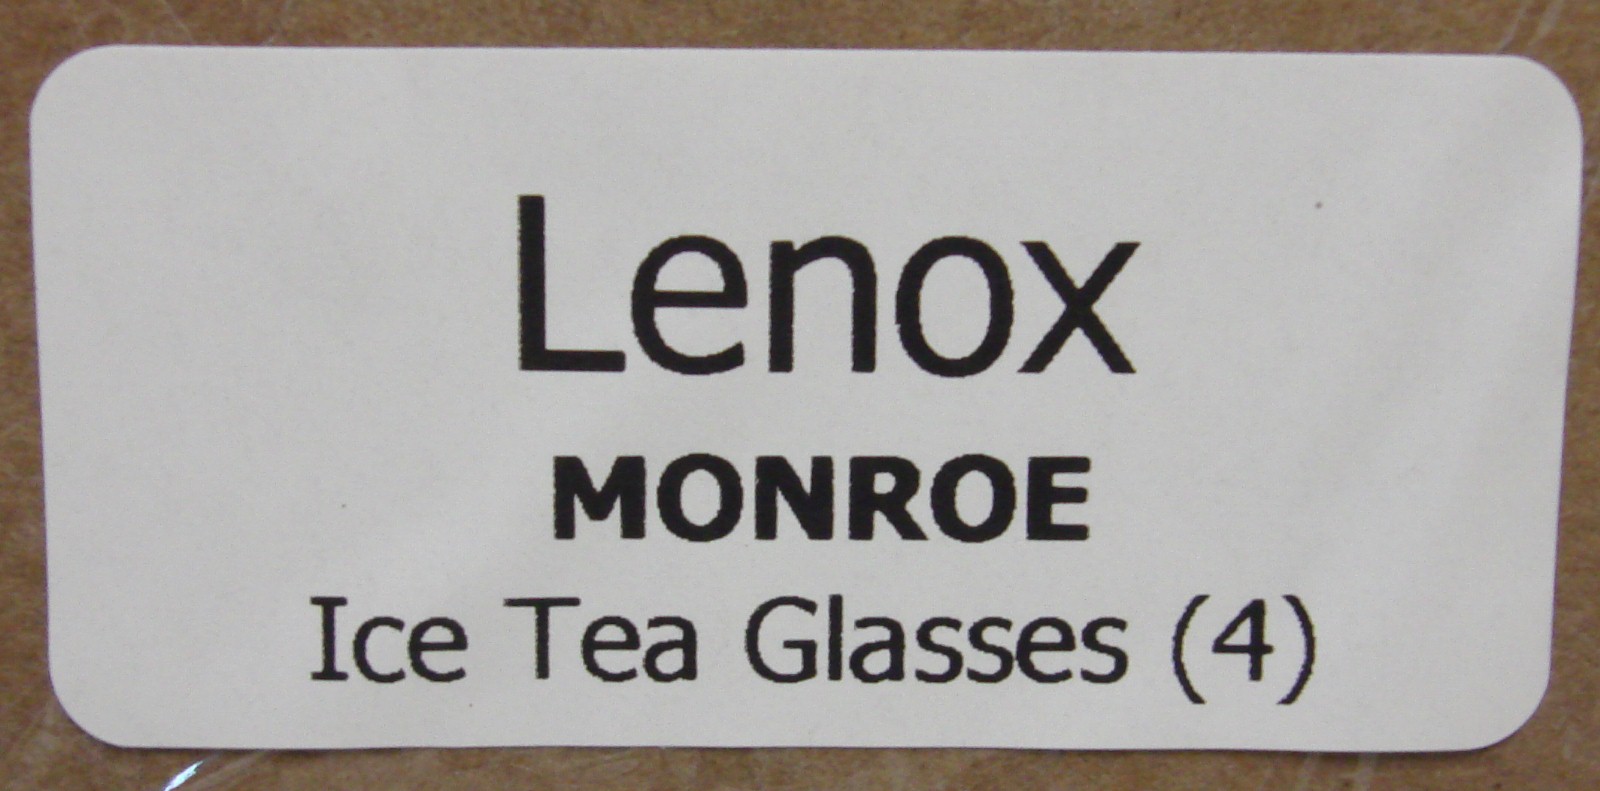 Lenox
MONROE
Ice Tea Glasses (4)